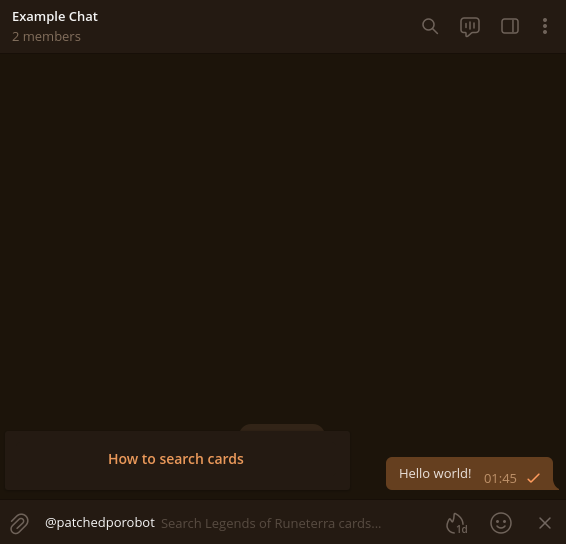 Example Chat
2 members
How to search cards
Hello world! 01:45
@patchedporobot Search Legends of Runeterra cards...
1d